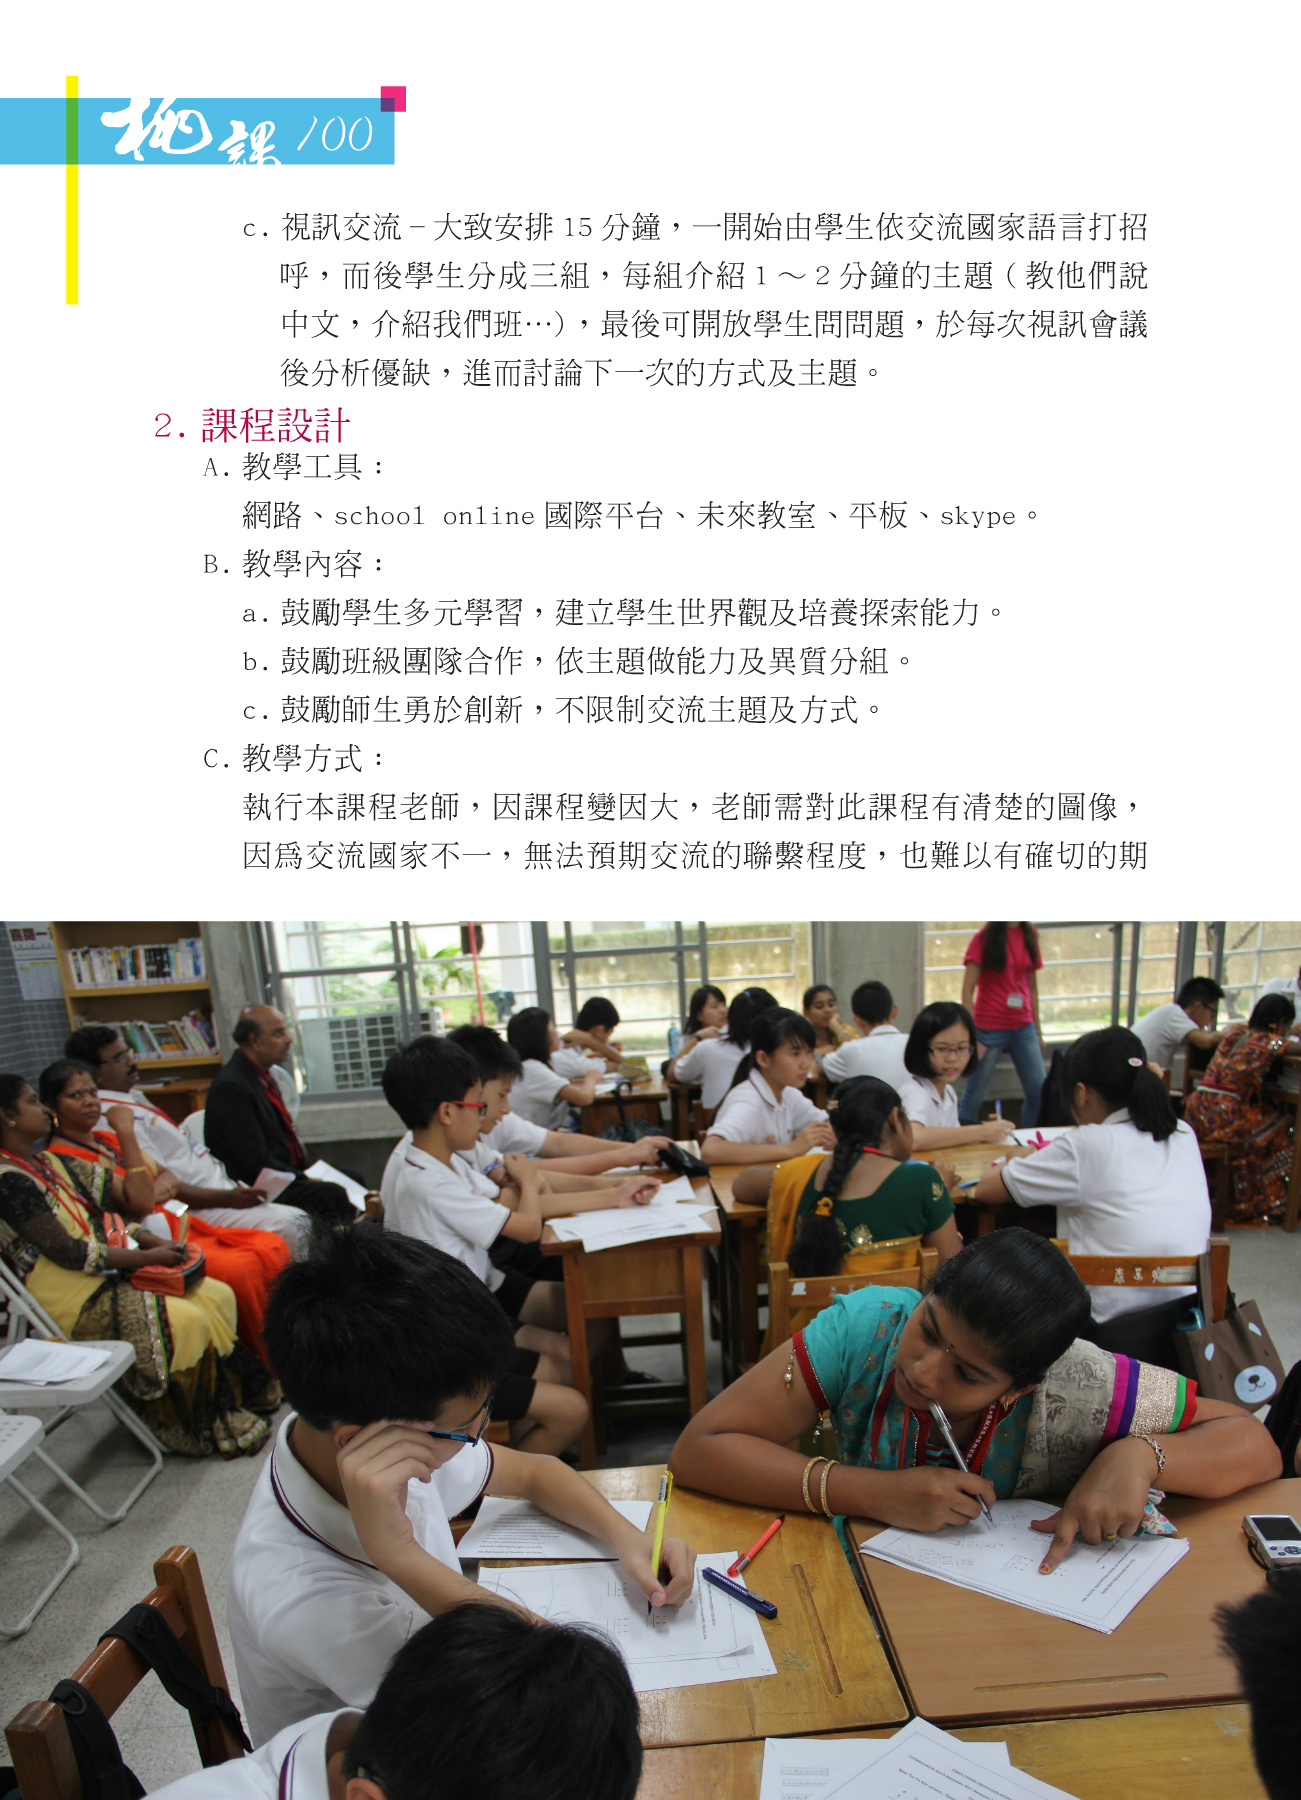 桃課100
c. 視訊交流－大致安排15分鐘，一開始由學生依交流國家語言打招
呼，而後學生分成三組，每組介紹1～2分鐘的主題（教他們說
中文，介紹我們班…），最後可開放學生問問題，於每次視訊會議
後分析優缺，進而討論下一次的方式及主題。
2. 課程設計
A. 教學工具：
網路、school online國際平台、未來教室、平板、skype。
B. 教學內容：
a. 鼓勵學生多元學習，建立學生世界觀及培養探索能力。
b. 鼓勵班級團隊合作，依主題做能力及異質分組。
c. 鼓勵師生勇於創新，不限制交流主題及方式。
C. 教學方式：
執行本課程老師，因課程變因大，老師需對此課程有清楚的圖像，
因為交流國家不一，無法預期交流的聯繫程度，也難以有確切的期